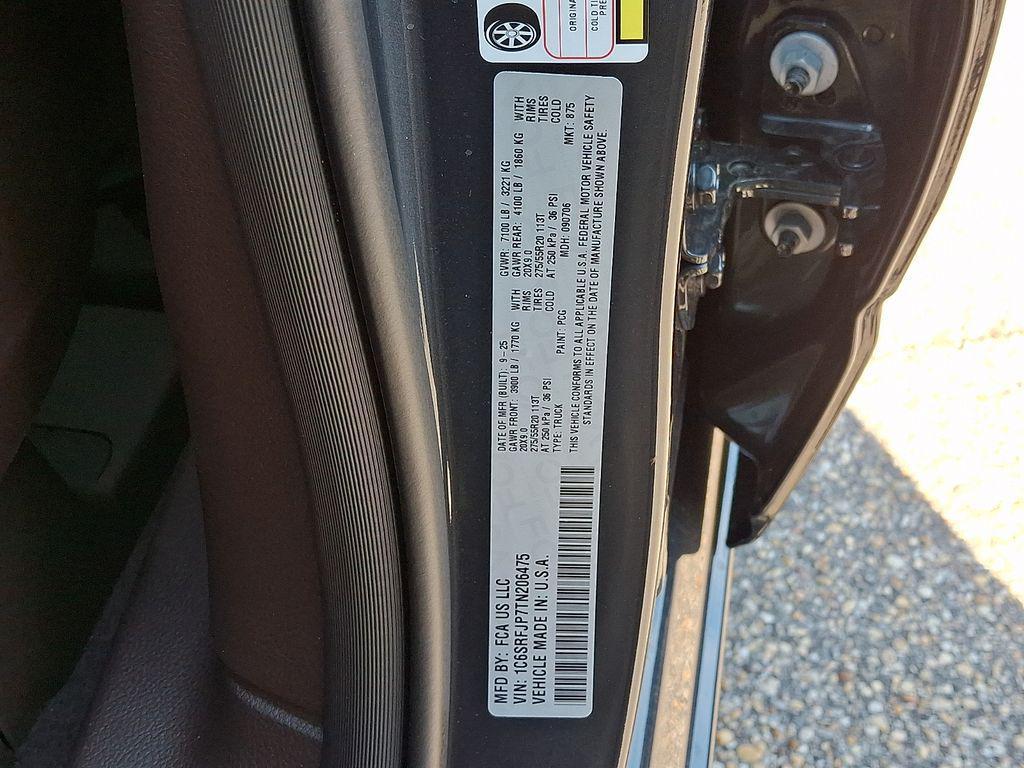 ORIGINA
COLD TI
PRE
MFD BY: FCA US LLC
VIN: 1C6SRFJP7TN206475
VEHICLE MADE IN: U.S.A.
DATE OF MFR (BUILT): 9-25 GVWR: 7100 LB / 3221 KG
GAWR FRONT: 3900 LB / 1770 KG WITH GAWR REAR: 4100 LB / 1860 KG WITH
20X9.0 RIMS 20X9.0 RIMS
275/55R20 113T TIRES 275/55R20 113T TIRES
AT 250 kPa / 36 PSI COLD AT 250 kPa / 36 PSI COLD
TYPE: TRUCK PAINT: PCG MDH: 090706 MKT: 875
THIS VEHICLE CONFORMS TO ALL APPLICABLE U.S.A. FEDERAL MOTOR VEHICLE SAFETY
STANDARDS IN EFFECT ON THE DATE OF MANUFACTURE SHOWN ABOVE.